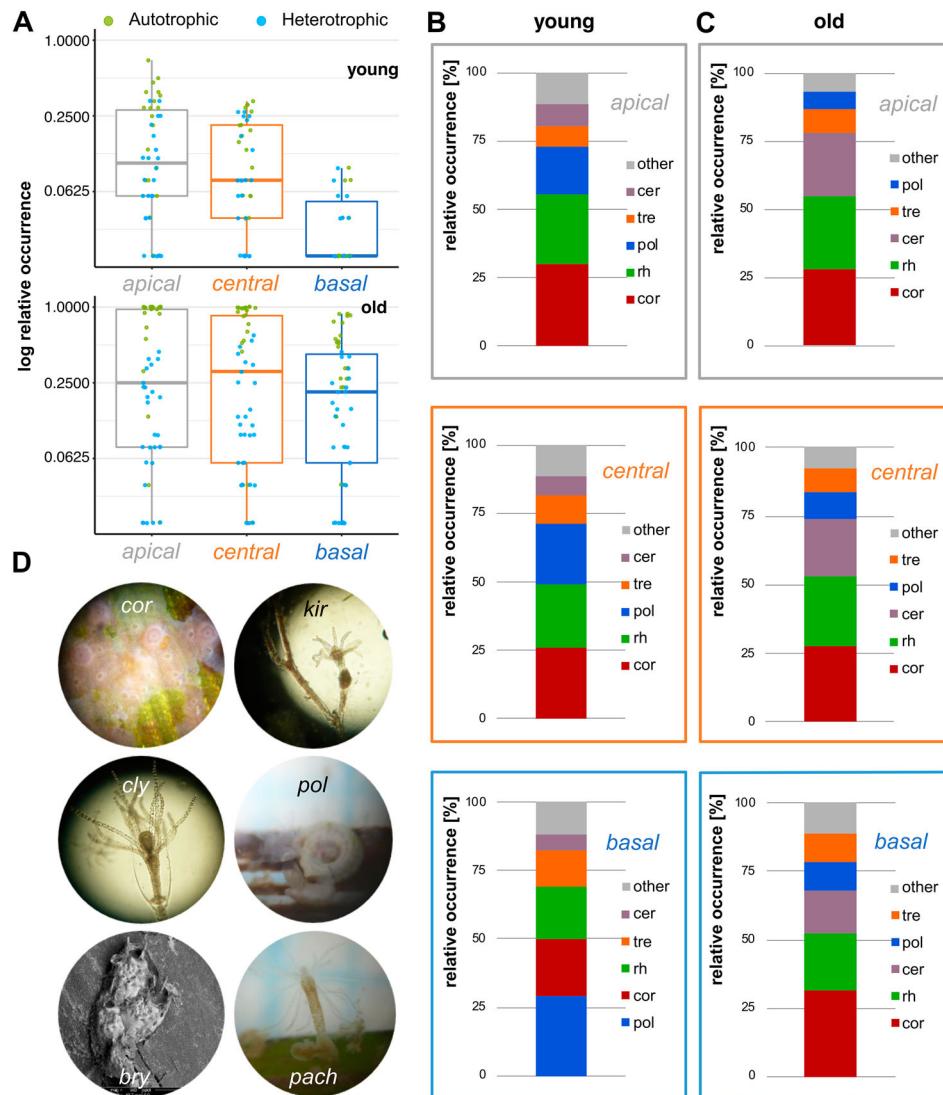 A
Autotrophic
Heterotrophic
log relative occurrence
1.0000
0.2500
0.0625
young
apical
central
basal
1.0000
0.2500
0.0625
old
apical
central
basal
B
young
relative occurrence [%]
100
75
50
25
0
apical
other
cer
tre
pol
rh
cor
relative occurrence [%]
100
75
50
25
0
central
other
cer
tre
pol
rh
cor
relative occurrence [%]
100
75
50
25
0
basal
other
cer
tre
rh
cor
pol
C
old
relative occurrence [%]
100
75
50
25
0
apical
other
pol
tre
cer
rh
cor
relative occurrence [%]
100
75
50
25
0
central
other
tre
pol
cer
rh
cor
relative occurrence [%]
100
75
50
25
0
basal
other
tre
pol
cer
rh
cor
D
cor
kir
cly
pol
bry
pach